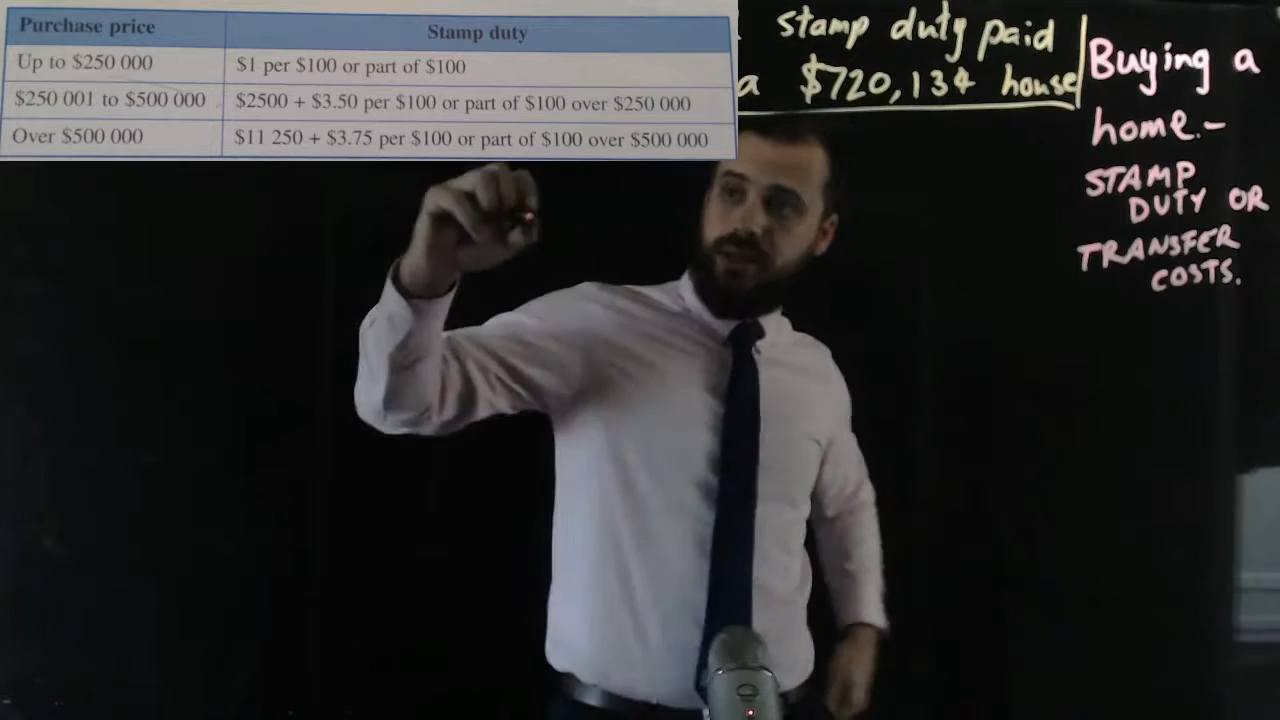 Purchase price Stamp duty
Up to $250 000 $1 per $100 or part of $100
$250 001 to $500 000 $2500 + $3.50 per $100 or part of $100 over $250 000
Over $500 000 $11 250 + $3.75 per $100 or part of $100 over $500 000
stamp duty paid
a $720,134 house
Buying a
home.-
STAMP
DUTY OR
TRANSFER
COSTS.